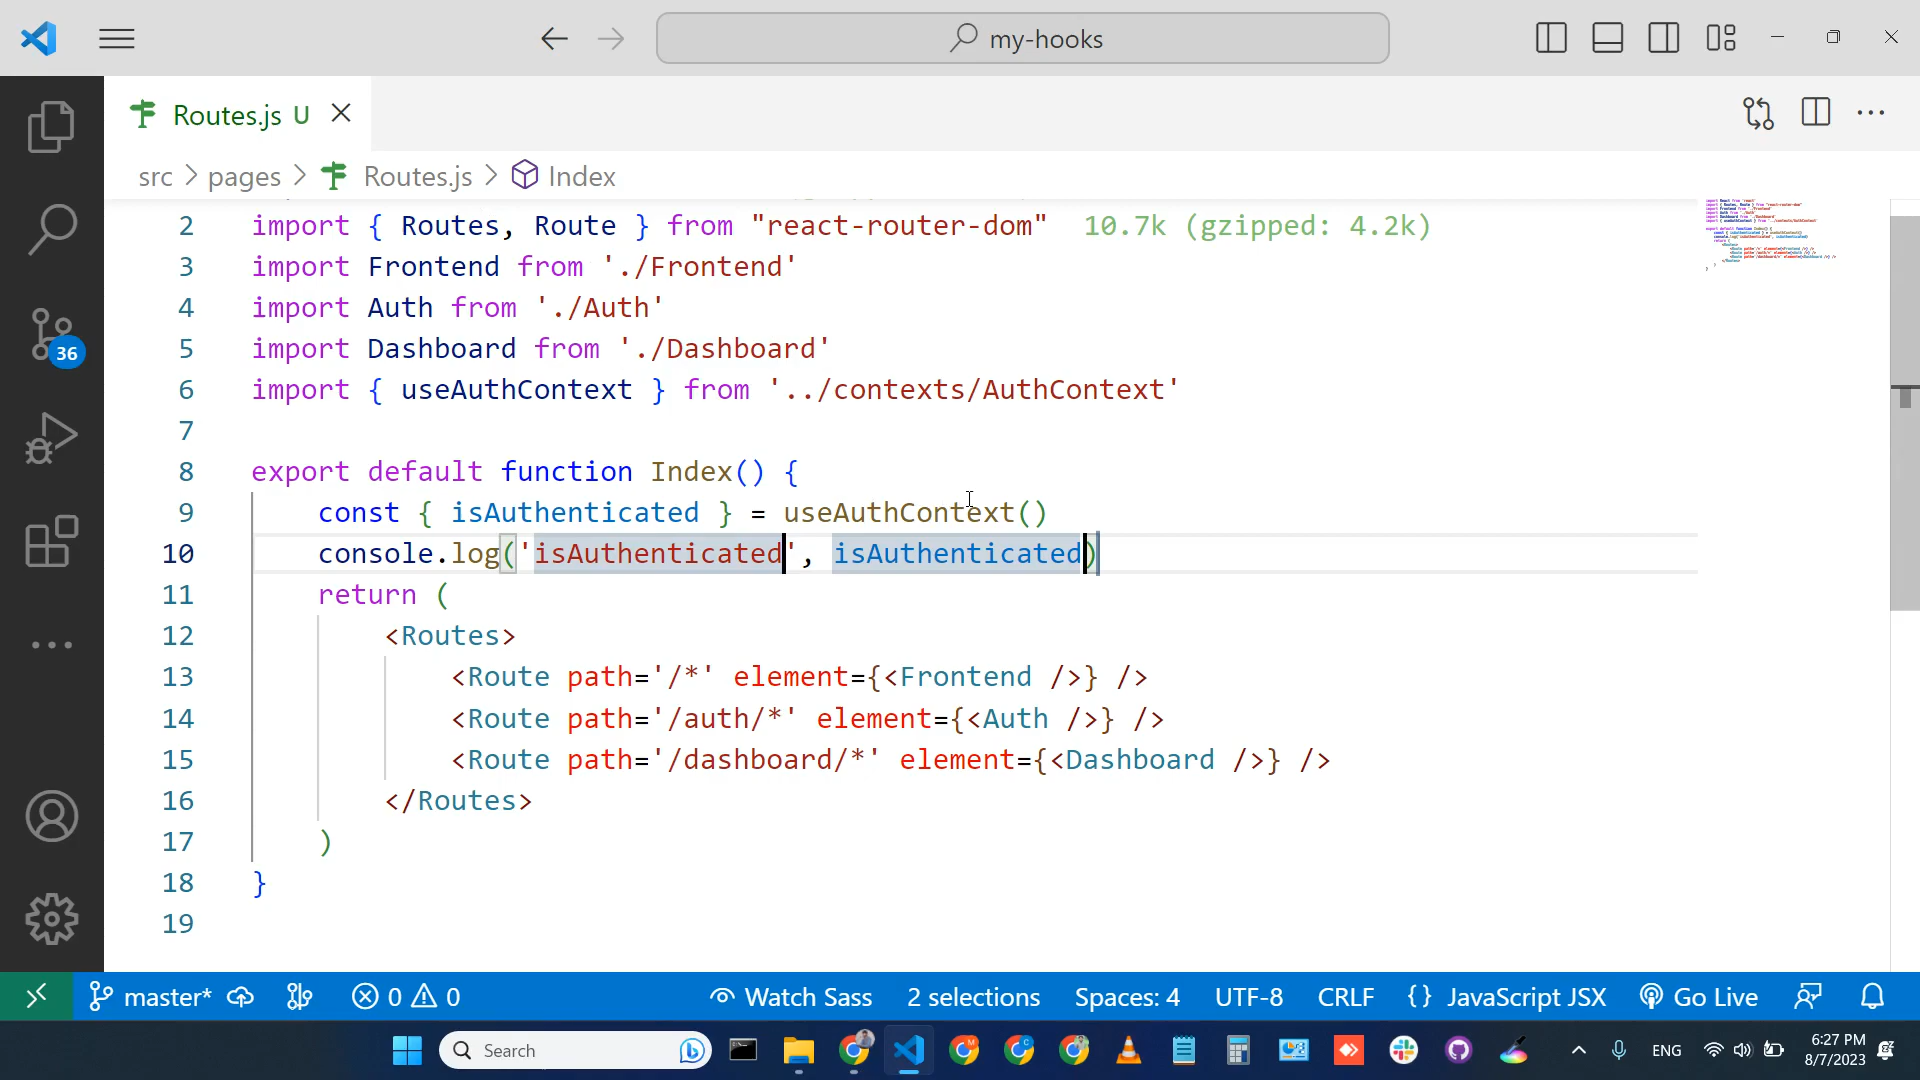 my-hooks
Routes.js U
src > pages > Routes.js > Index
2 import { Routes, Route } from "react-router-dom" 10.7k (gzipped: 4.2k)
3 import Frontend from './Frontend'
4 import Auth from './Auth'
5 import Dashboard from './Dashboard'
6 import { useAuthContext } from '../contexts/AuthContext'
7
8 export default function Index() {
9 const { isAuthenticated } = useAuthContext()
10 console.log('isAuthenticated', isAuthenticated)
11 return (
12 <Routes>
13 <Route path='/*' element={<Frontend />} />
14 <Route path='/auth/*' element={<Auth />} />
15 <Route path='/dashboard/*' element={<Dashboard />} />
16 </Routes>
17 )
18 }
19
36
master* 0 0 Watch Sass 2 selections Spaces: 4 UTF-8 CRLF {} JavaScript JSX Go Live
Search ENG 6:27 PM
8/7/2023